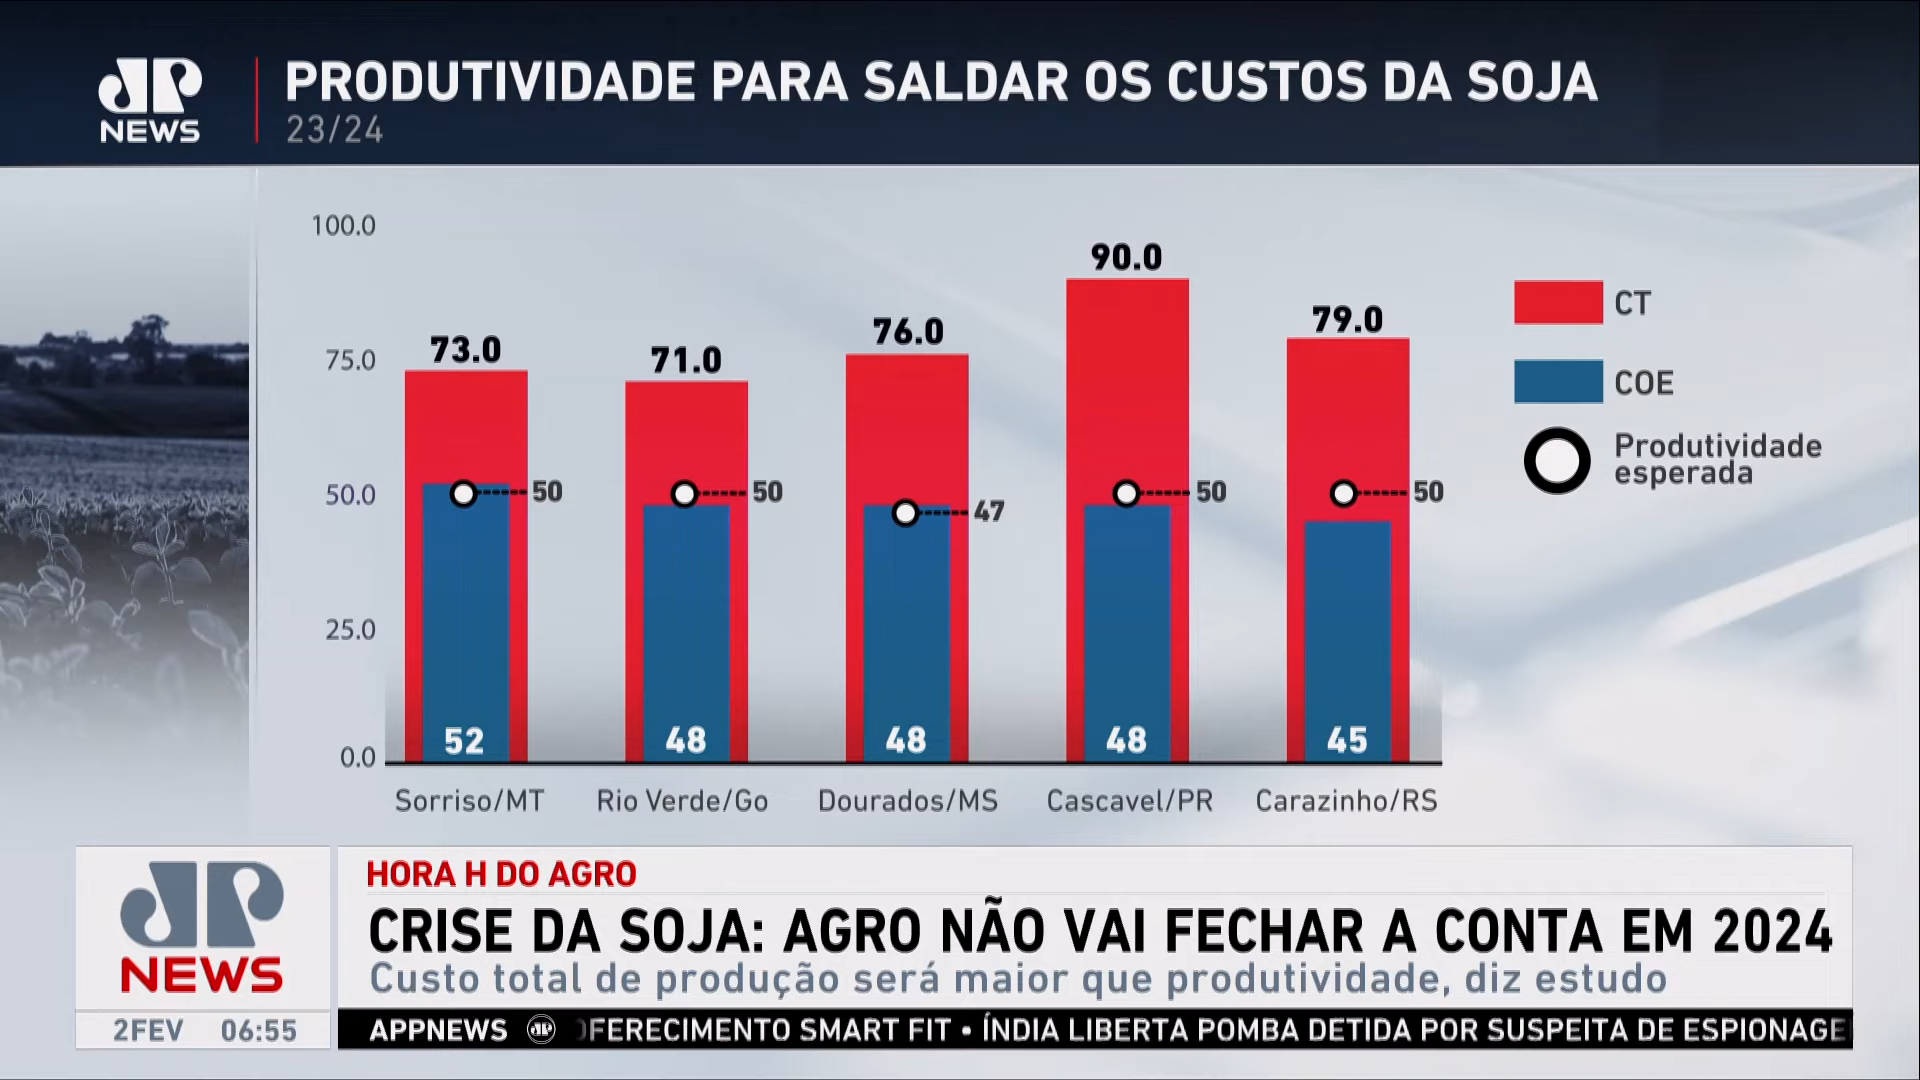 JP
NEWS
PRODUTIVIDADE PARA SALDAR OS CUSTOS DA SOJA
23/24
100.0
75.0
50.0
25.0
0.0
73.0
71.0
76.0
90.0
79.0
50
50
47
50
50
52
48
48
48
45
Sorriso/MT
Rio Verde/Go
Dourados/MS
Cascavel/PR
Carazinho/RS
CT
COE
Produtividade
esperada
JP
NEWS
2FEV 06:55
HORA H DO AGRO
CRISE DA SOJA: AGRO NÃO VAI FECHAR A CONTA EM 2024
Custo total de produção será maior que produtividade, diz estudo
APPNEWS JP OFERECIMENTO SMART FIT • ÍNDIA LIBERTA POMBA DETIDA POR SUSPEITA DE ESPIONAGE